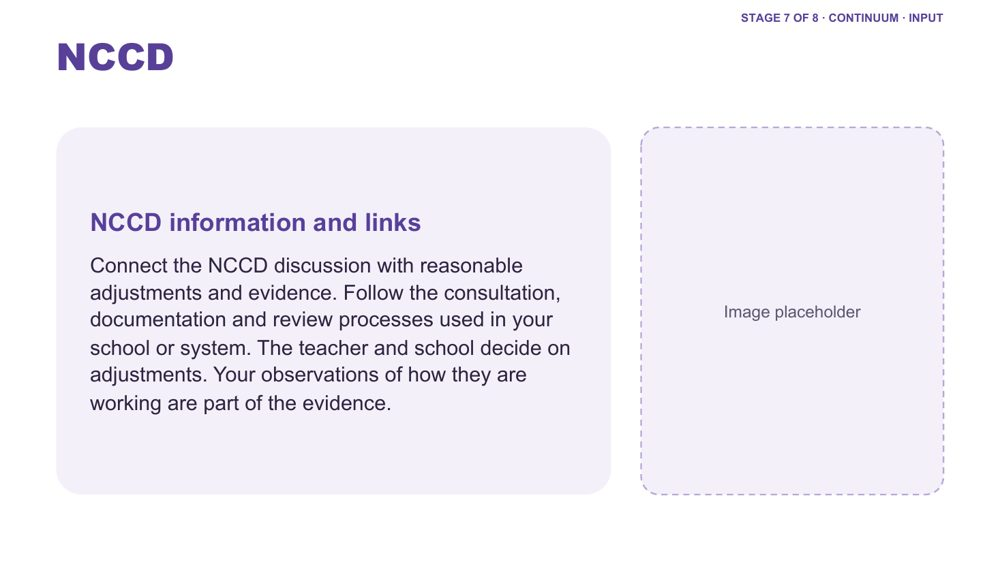 STAGE 7 OF 8 · CONTINUUM · INPUT
NCCD
NCCD information and links
Connect the NCCD discussion with reasonable
adjustments and evidence. Follow the consultation,
documentation and review processes used in your
school or system. The teacher and school decide on
adjustments. Your observations of how they are
working are part of the evidence.
Image placeholder